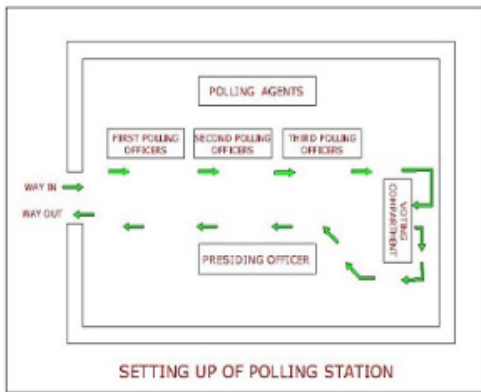 POLLING AGENTS
FIRST POLLING
OFFICERS
SECOND POLLING
OFFICERS
THIRD POLLING
OFFICERS
WAY IN
WAY OUT
VOTING
COMPARTMENT
PRESIDING OFFICER
SETTING UP OF POLLING STATION